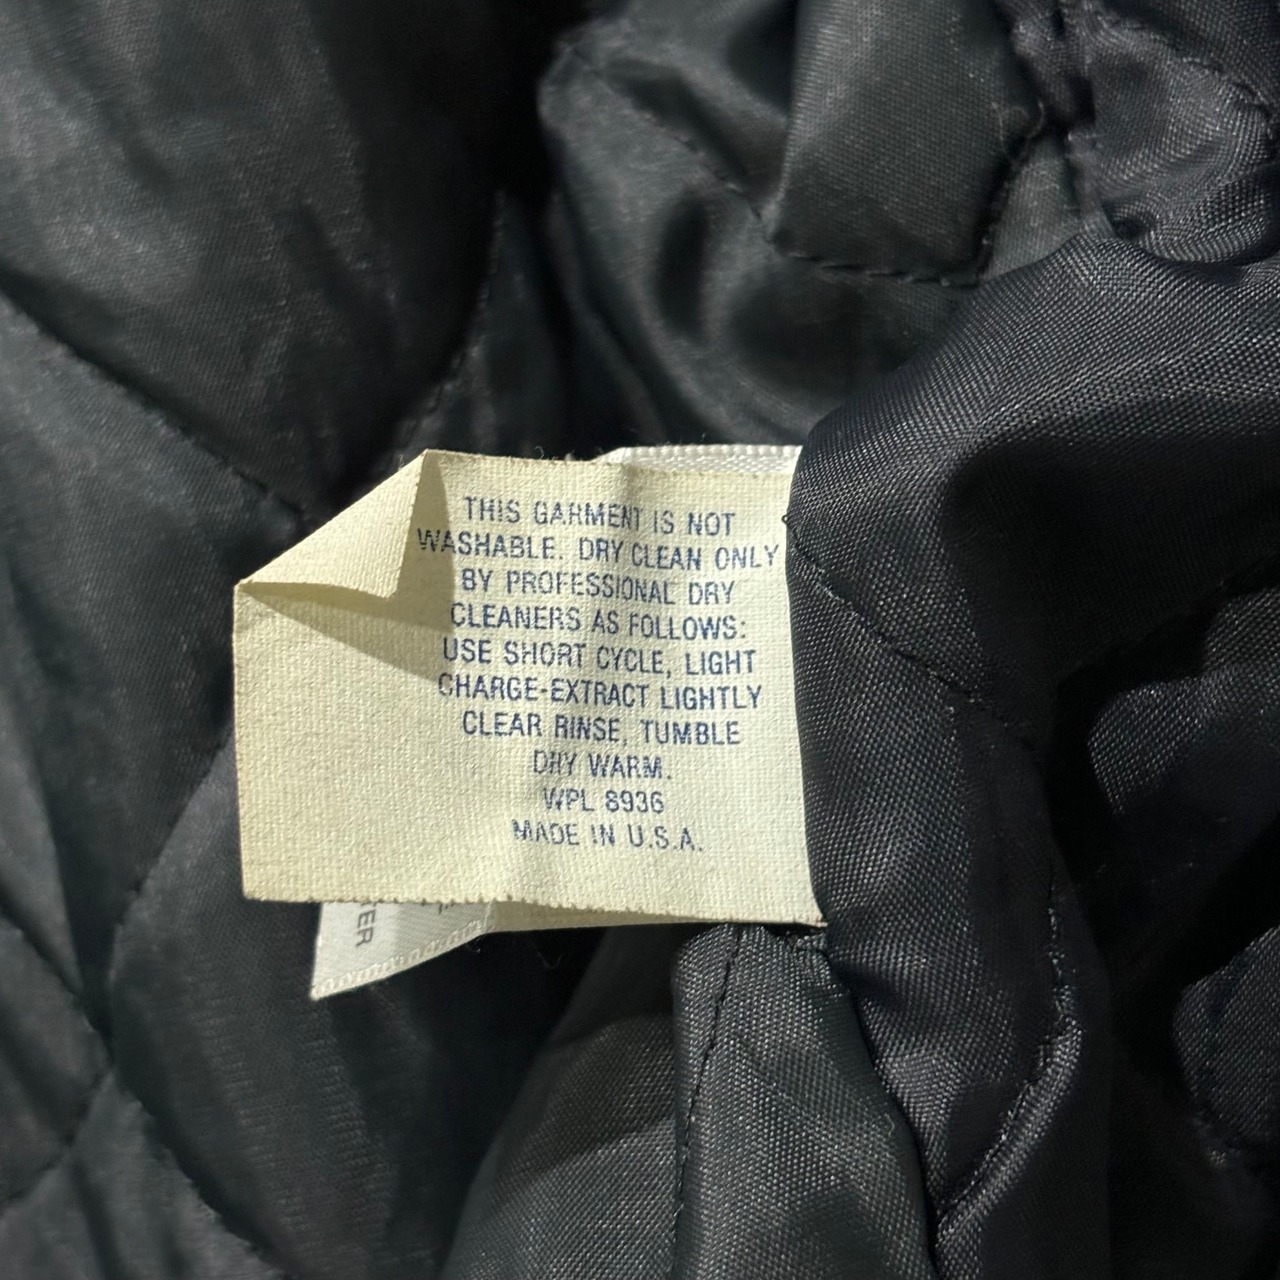 THIS GARMENT IS NOT
WASHABLE. DRY CLEAN ONLY
BY PROFESSIONAL DRY
CLEANERS AS FOLLOWS:
USE SHORT CYCLE, LIGHT
CHARGE-EXTRACT LIGHTLY
CLEAR RINSE, TUMBLE
DRY WARM.
WPL 8936
MADE IN U.S.A.
TER